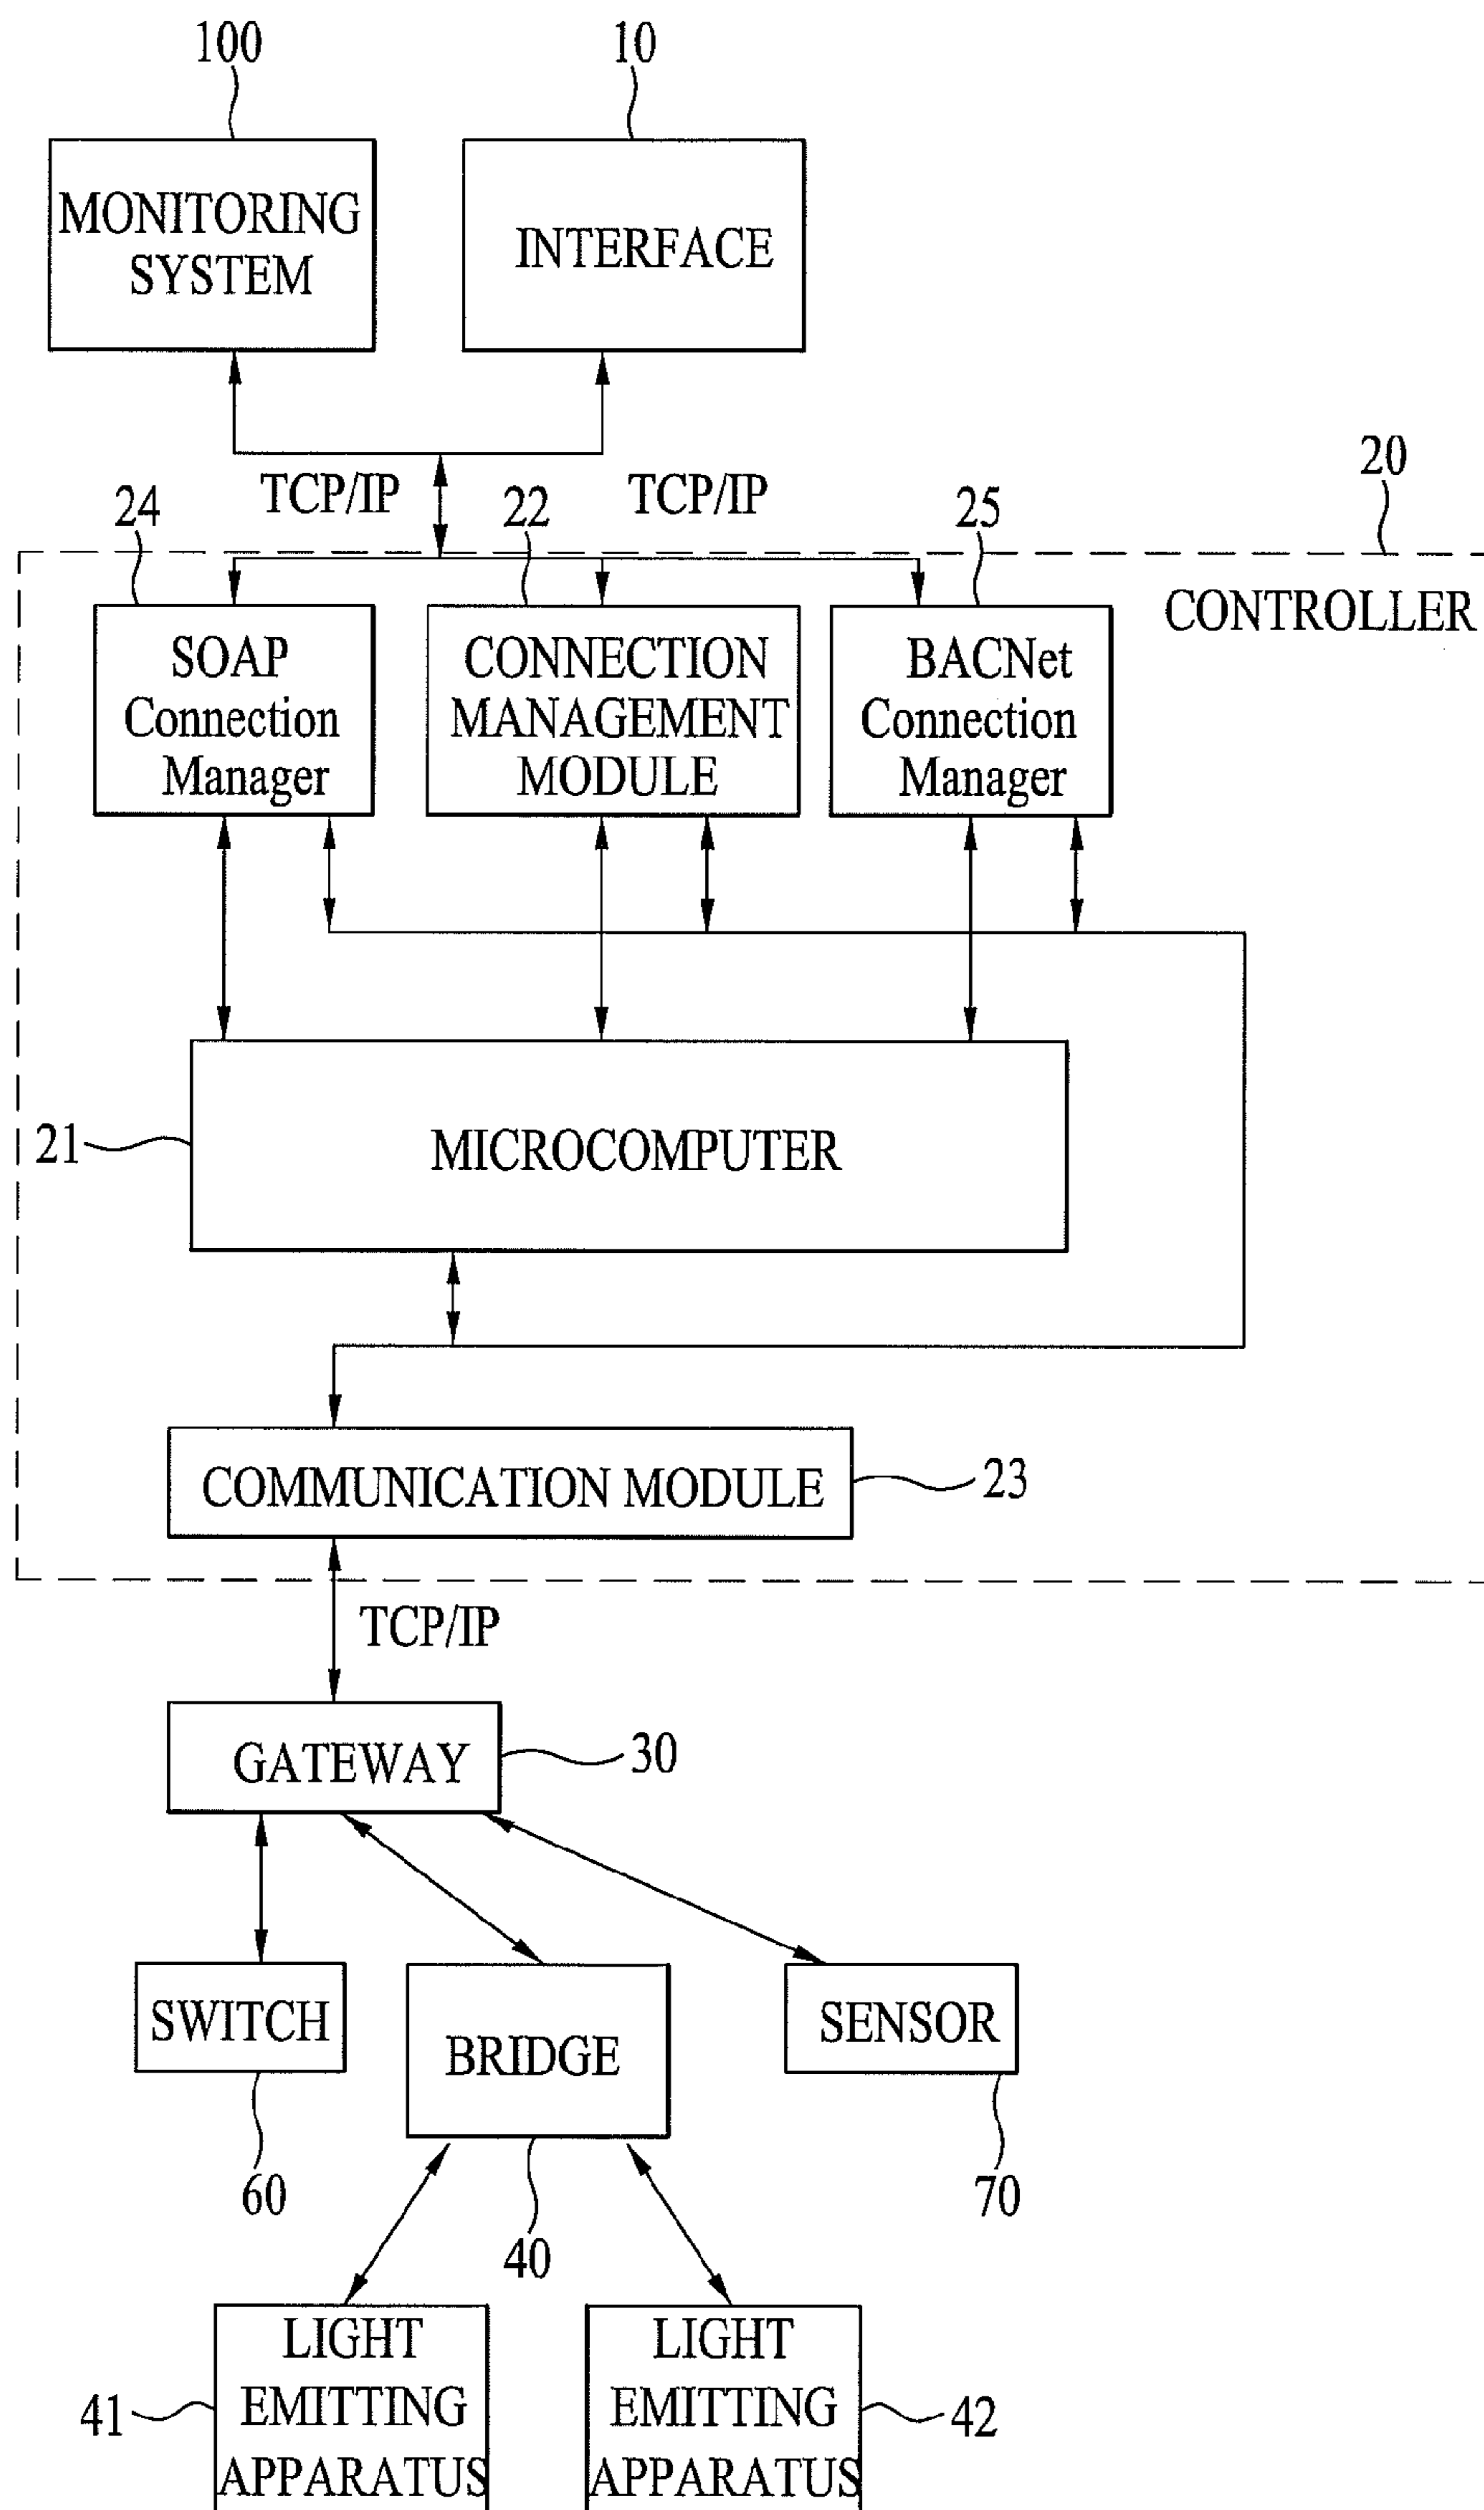 100
10
MONITORING
SYSTEM
INTERFACE
20
TCP/IP
TCP/IP
24
22
25
CONTROLLER
SOAP
Connection
Manager
CONNECTION
MANAGEMENT
MODULE
BACNet
Connection
Manager
21
MICROCOMPUTER
COMMUNICATION MODULE
23
TCP/IP
GATEWAY
30
SWITCH
BRIDGE
SENSOR
60
40
70
LIGHT
EMITTING
APPARATUS
41
LIGHT
EMITTING
APPARATUS
42